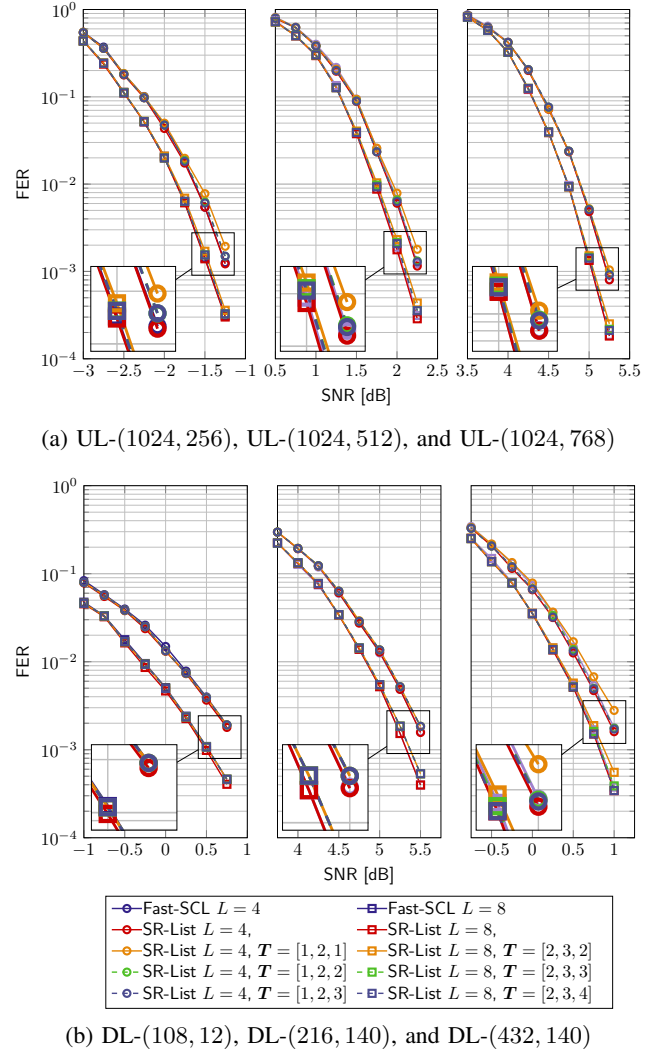 10^0
10^{-1}
10^{-2}
10^{-3}
10^{-4}
FER
−3 −2.5 −2 −1.5 −1
0.5 1 1.5 2 2.5
3.5 4 4.5 5 5.5
SNR [dB]
(a) UL-(1024, 256), UL-(1024, 512), and UL-(1024, 768)
10^0
10^{-1}
10^{-2}
10^{-3}
10^{-4}
FER
−1 −0.5 0 0.5 1
4 4.5 5 5.5
−0.5 0 0.5 1
SNR [dB]
Fast-SCL L = 4
Fast-SCL L = 8
SR-List L = 4,
SR-List L = 8,
SR-List L = 4, T = [1, 2, 1]
SR-List L = 8, T = [2, 3, 2]
SR-List L = 4, T = [1, 2, 2]
SR-List L = 8, T = [2, 3, 3]
SR-List L = 4, T = [1, 2, 3]
SR-List L = 8, T = [2, 3, 4]
(b) DL-(108, 12), DL-(216, 140), and DL-(432, 140)